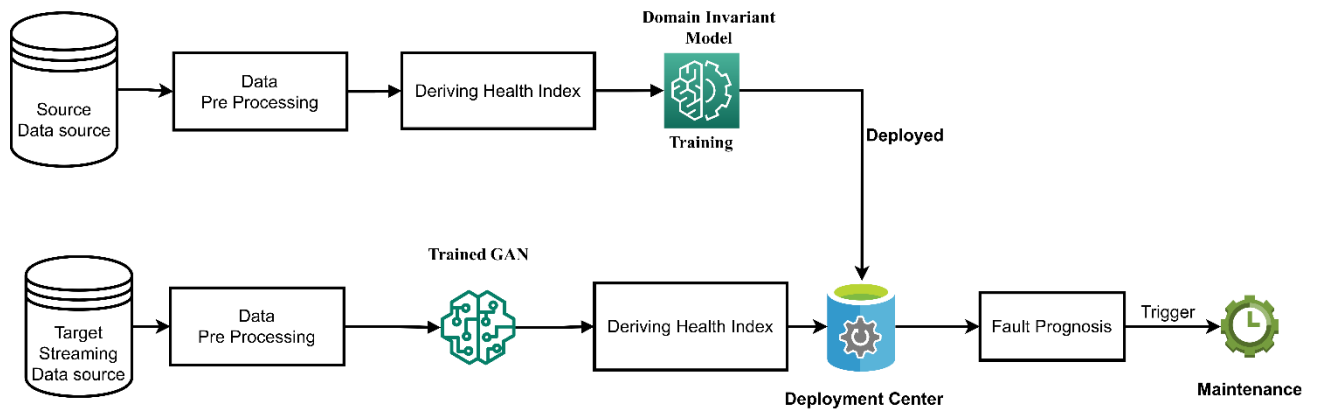 Domain Invariant
Model
Source
Data source
Data
Pre Processing
Deriving Health Index
Training
Deployed
Trained GAN
Target
Streaming
Data source
Data
Pre Processing
Deriving Health Index
Deployment Center
Fault Prognosis
Trigger
Maintenance